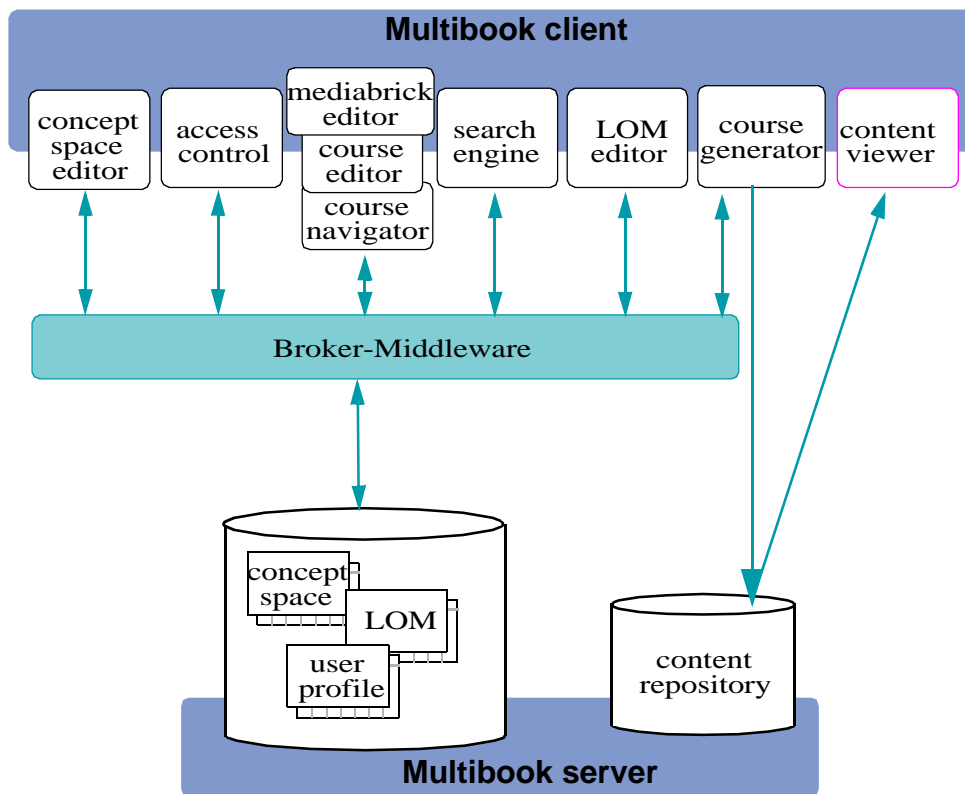 Multibook client
concept
space
editor
access
control
mediabrick
editor
course
editor
course
navigator
search
engine
LOM
editor
course
generator
content
viewer
Broker-Middleware
concept
space
LOM
user
profile
content
repository
Multibook server